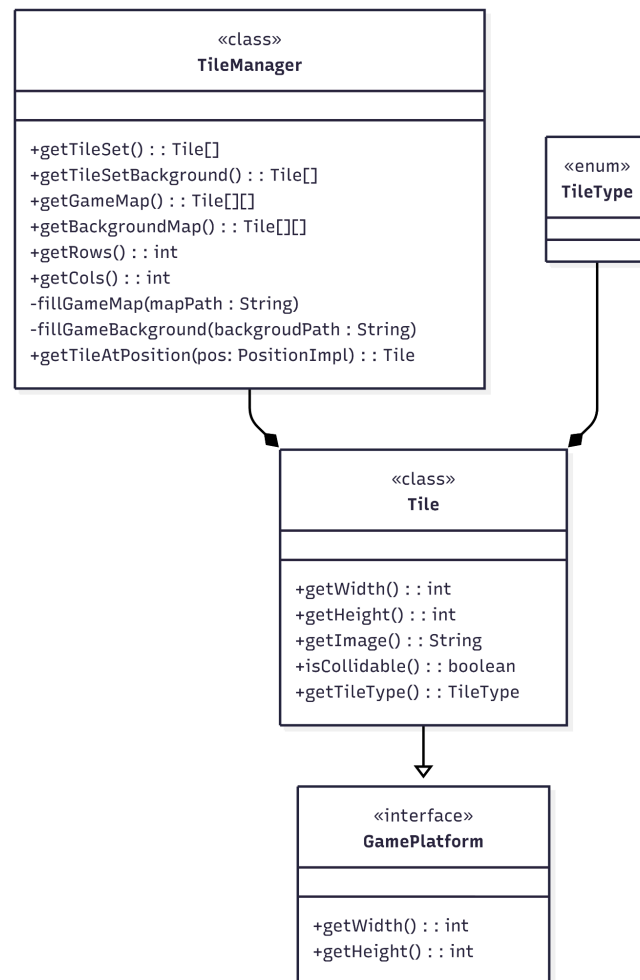 «class»
TileManager
+getTileSet() : : Tile[]
+getTileSetBackground() : : Tile[]
+getGameMap() : : Tile[][]
+getBackgroundMap() : : Tile[][]
+getRows() : : int
+getCols() : : int
-fillGameMap(mapPath : String)
-fillGameBackground(backgroudPath : String)
+getTileAtPosition(pos: PositionImpl) : : Tile
«enum»
TileType
«class»
Tile
+getWidth() : : int
+getHeight() : : int
+getImage() : : String
+isCollidable() : : boolean
+getTileType() : : TileType
«interface»
GamePlatform
+getWidth() : : int
+getHeight() : : int